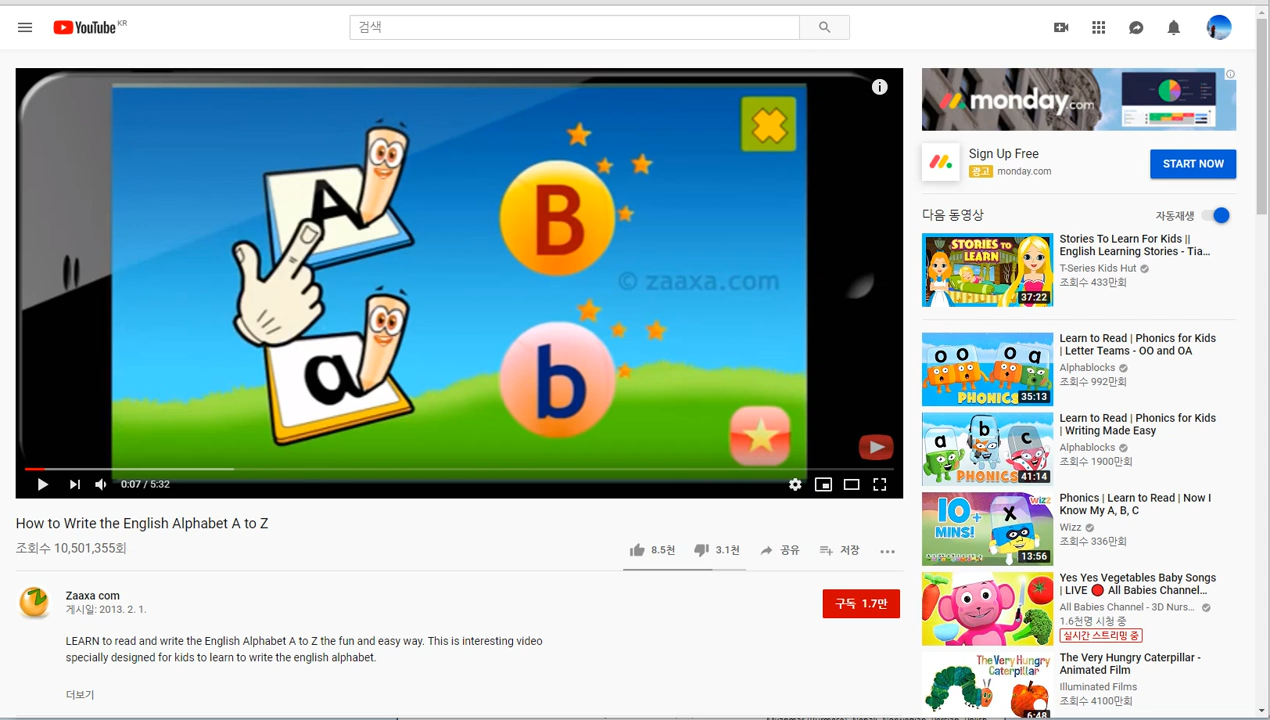 YouTube KR
검색
A
B
© zaaxa.com
a
b
0:07 / 5:32
How to Write the English Alphabet A to Z
조회수 10,501,355회
8.5천
3.1천
공유
저장
Zaaxa com
게시일: 2013. 2. 1.
구독 1.7만
LEARN to read and write the English Alphabet A to Z the fun and easy way. This is interesting video
specially designed for kids to learn to write the english alphabet.
더보기
monday.com
Sign Up Free
광고 monday.com
START NOW
다음 동영상
자동재생
STORIES TO LEARN
37:22
Stories To Learn For Kids ||
English Learning Stories - Tia...
T-Series Kids Hut
조회수 433만회
oo oa
PHONICS
35:13
Learn to Read | Phonics for Kids
| Letter Teams - OO and OA
Alphablocks
조회수 992만회
a b c
PHONICS
41:14
Learn to Read | Phonics for Kids
| Writing Made Easy
Alphablocks
조회수 1900만회
10+
MINS!
x
WIZZ
13:56
Phonics | Learn to Read | Now I
Know My A, B, C
Wizz
조회수 336만회
Yes Yes Vegetables Baby Songs
| LIVE 🔴 All Babies Channel...
All Babies Channel - 3D Nurs...
1.6천명 시청 중
실시간 스트리밍 중
The Very Hungry
Caterpillar
6:48
The Very Hungry Caterpillar -
Animated Film
Illuminated Films
조회수 4100만회